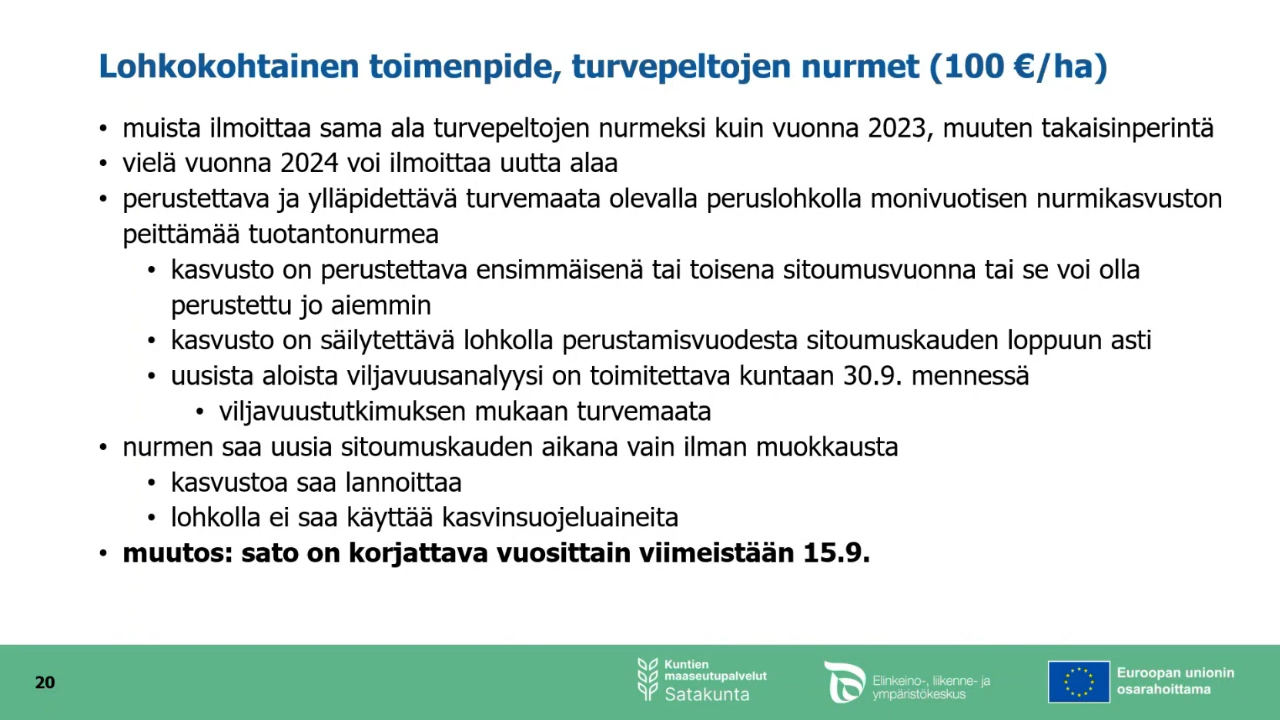 Lohkokohtainen toimenpide, turvepeltojen nurmet (100 €/ha)
• muista ilmoittaa sama ala turvepeltojen nurmeksi kuin vuonna 2023, muuten takaisinperintä
• vielä vuonna 2024 voi ilmoittaa uutta alaa
• perustettava ja ylläpidettävä turvemaata olevalla peruslohkolla monivuotisen nurmikasvuston
peittämää tuotantonurmea
• kasvusto on perustettava ensimmäisenä tai toisena sitoumusvuonna tai se voi olla
perustettu jo aiemmin
• kasvusto on säilytettävä lohkolla perustamisvuodesta sitoumuskauden loppuun asti
• uusista aloista viljavuusanalyysi on toimitettava kuntaan 30.9. mennessä
• viljavuustutkimuksen mukaan turvemaata
• nurmen saa uusia sitoumuskauden aikana vain ilman muokkausta
• kasvustoa saa lannoittaa
• lohkolla ei saa käyttää kasvinsuojeluaineita
• muutos: sato on korjattava vuosittain viimeistään 15.9.
20
Kuntien
maaseutupalvelut
Satakunta
Elinkeino-, liikenne- ja
ympäristökeskus
Euroopan unionin
osarahoittama